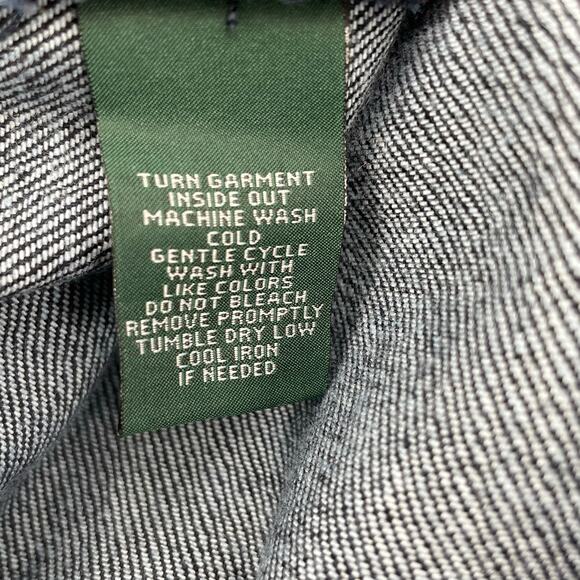 TURN GARMENT
INSIDE OUT
MACHINE WASH
COLD
GENTLE CYCLE
WASH WITH
LIKE COLORS
DO NOT BLEACH
REMOVE PROMPTLY
TUMBLE DRY LOW
COOL IRON
IF NEEDED